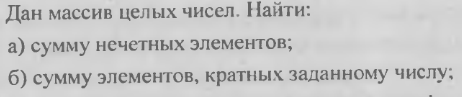 Дан массив целых чисел. Найти:
а) сумму нечетных элементов;
б) сумму элементов, кратных заданному числу;